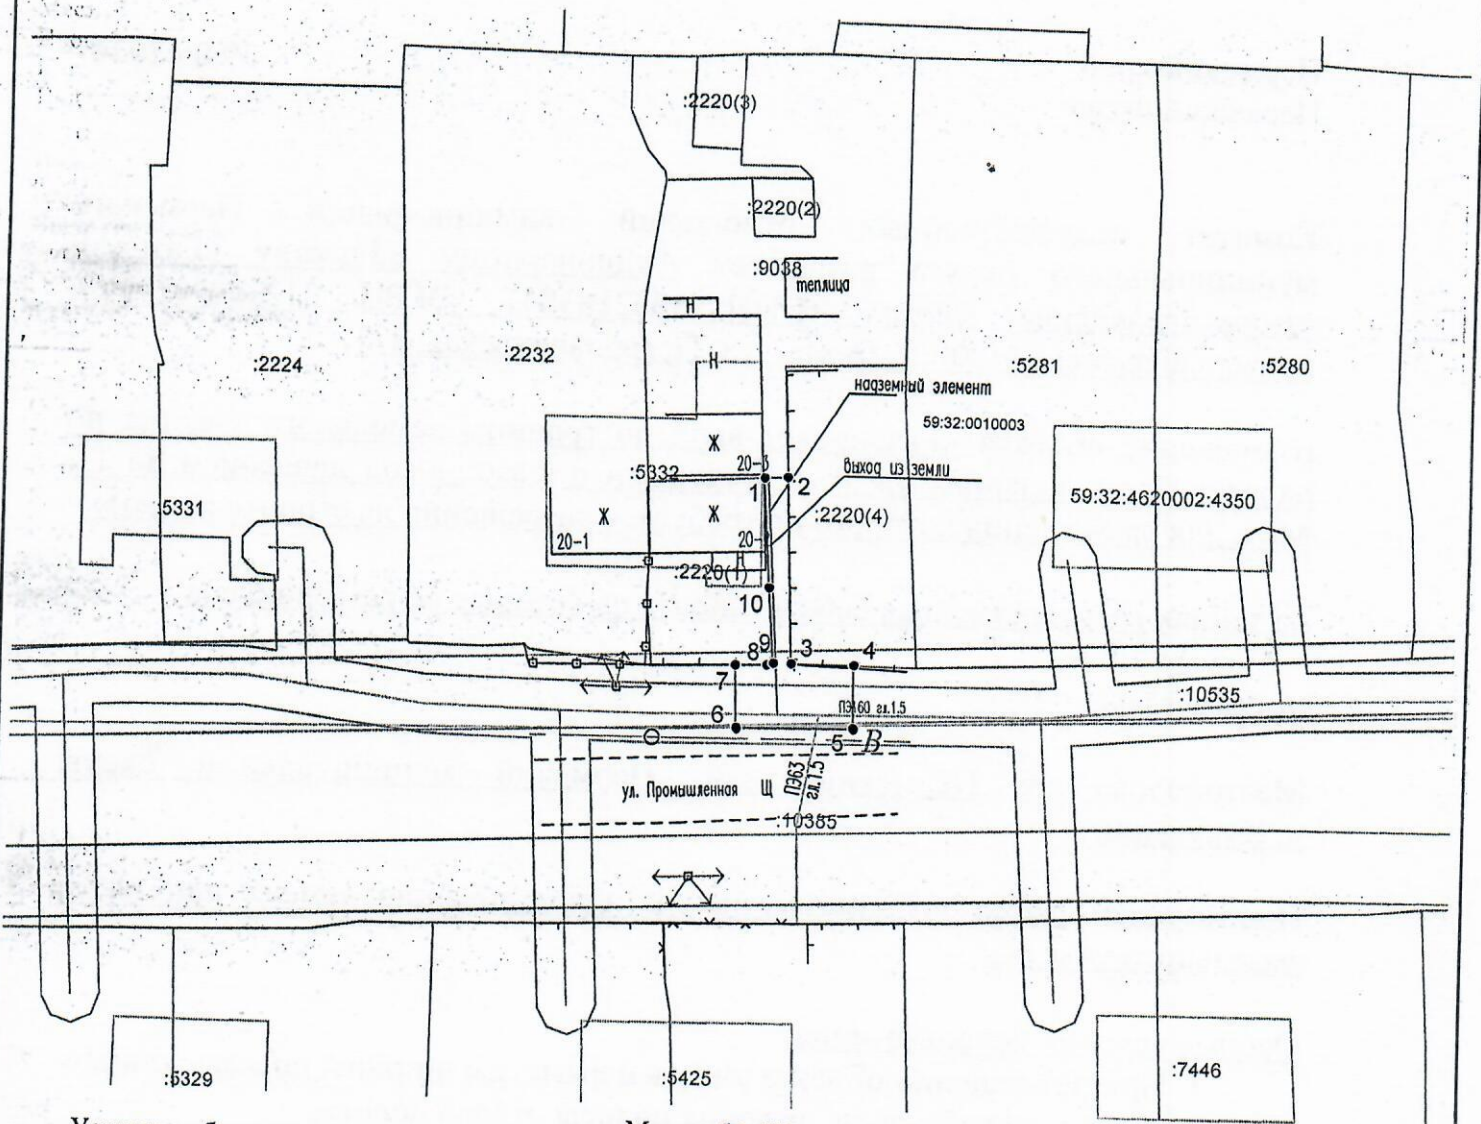 :2220(3)
:2220(2)
:9038
теплица
Н
:2224
:2232
Н
:5281
:5280
надземный элемент
59:32:0010003
Ж
:5332
20-3
выход из земли
1
2
59:32:4620002:4350
:5331
Ж
Ж
:2220(4)
20-1
Н
:2220(1)
10
9
8
3
4
7
:10535
ПЭ160 гл.1.5
6
5
В
ул. Промышленная
Щ
ПЭ63
гл.1.5
:10385
:5329
:5425
:7446